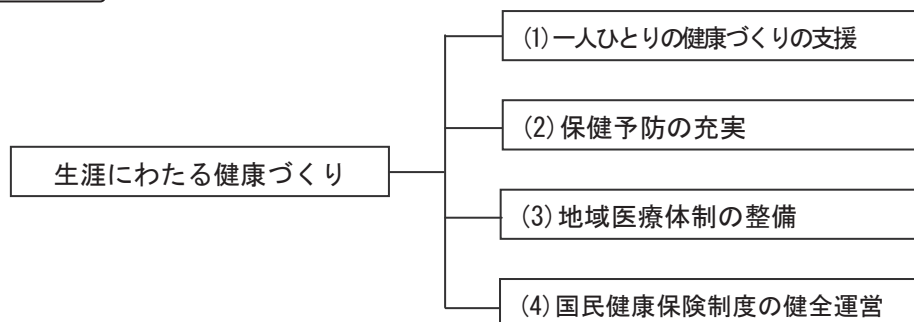 生涯にわたる健康づくり
(1)一人ひとりの健康づくりの支援
(2)保健予防の充実
(3)地域医療体制の整備
(4)国民健康保険制度の健全運営